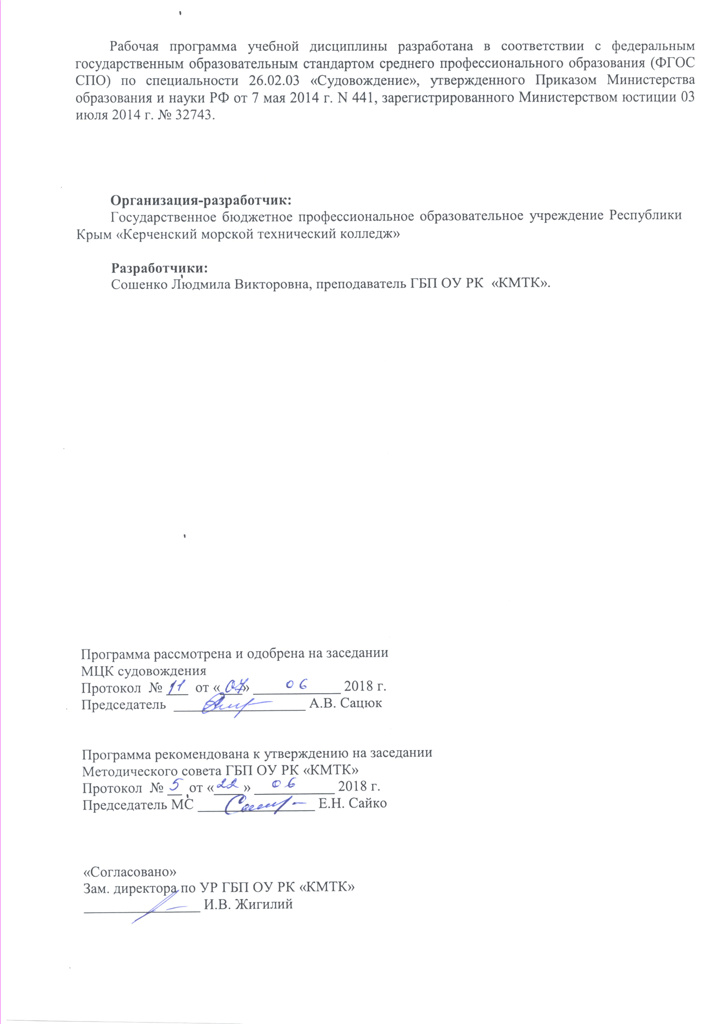 Рабочая программа учебной дисциплины разработана в соответствии с федеральным
государственным образовательным стандартом среднего профессионального образования (ФГОС
СПО) по специальности 26.02.03 «Судовождение», утвержденного Приказом Министерства
образования и науки РФ от 7 мая 2014 г. N 441, зарегистрированного Министерством юстиции 03
июля 2014 г. № 32743.
Организация-разработчик:
Государственное бюджетное профессиональное образовательное учреждение Республики
Крым «Керченский морской технический колледж»
Разработчики:
Сошенко Людмила Викторовна, преподаватель ГБП ОУ РК «КМТК».
Программа рассмотрена и одобрена на заседании
МЦК судовождения
Протокол № 11 от «07» 06 2018 г.
Председатель А.В. Сацюк
Программа рекомендована к утверждению на заседании
Методического совета ГБП ОУ РК «КМТК»
Протокол № 5 от «22» 06 2018 г.
Председатель МС Е.Н. Сайко
«Согласовано»
Зам. директора по УР ГБП ОУ РК «КМТК»
И.В. Жигилий